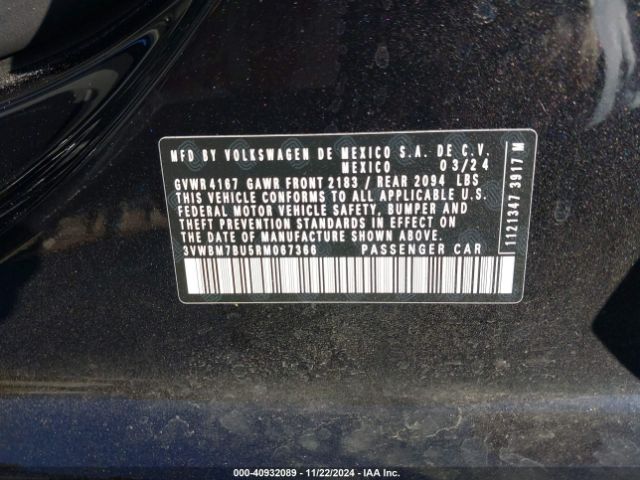 MFD BY VOLKSWAGEN DE MEXICO S.A. DE C.V.
MEXICO 03/24
GVWR 4167 GAWR FRONT 2183 / REAR 2094 LBS
THIS VEHICLE CONFORMS TO ALL APPLICABLE U.S.
FEDERAL MOTOR VEHICLE SAFETY, BUMPER AND
THEFT PREVENTION STANDARDS IN EFFECT ON
THE DATE OF MANUFACTURE SHOWN ABOVE.
3VWBM7BU5RM067366 PASSENGER CAR
1121347 3917 M
000-40932089 - 11/22/2024 - IAA Inc.